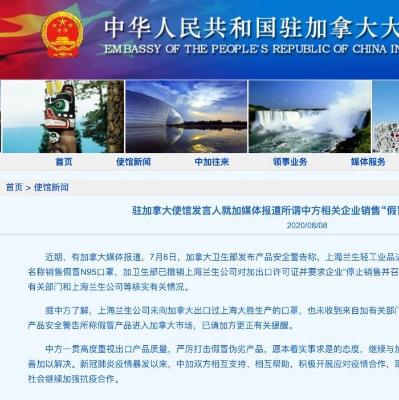 中华人民共和国驻加拿大大
EMBASSY OF THE PEOPLE'S REPUBLIC OF CHINA IN
首页 使馆新闻 中加往来 领事业务 媒体服务
首页 > 使馆新闻
驻加拿大使馆发言人就加媒体报道所谓中方相关企业销售“假冒
2020/08/08
近期，有加拿大媒体报道，7月6日，加拿大卫生部发布产品安全警告称，上海兰生轻工业品进
名称销售假冒N95口罩，加卫生部已撤销上海兰生公司对加出口许可证并要求企业“停止销售并召
有关部门和上海兰生公司等核实有关情况。
据中方了解，上海兰生公司未向加拿大出口过上海大胜生产的口罩，也未收到来自加有关部门
产品安全警告所称假冒产品进入加拿大市场，已请加方更正有关提醒。
中方一贯高度重视出口产品质量，严厉打击假冒伪劣产品，愿本着实事求是的态度，继续与加
善加以解决。新冠肺炎疫情暴发以来，中加双方相互支持、相互帮助，积极开展应对疫情合作，取
社会继续加强抗疫合作。